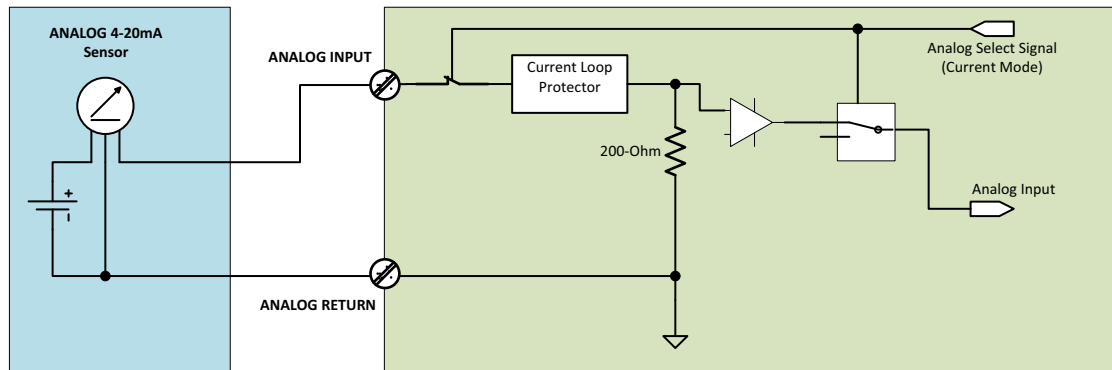 ANALOG 4-20mA
Sensor
ANALOG INPUT
Current Loop
Protector
Analog Select Signal
(Current Mode)
200-Ohm
+
Analog Input
ANALOG RETURN